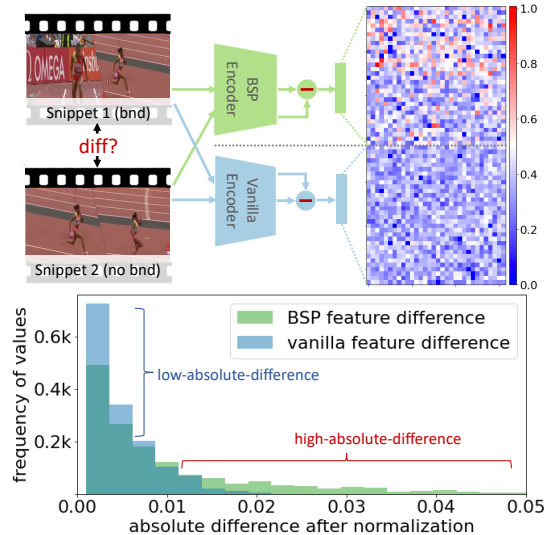 OMEGA
Snippet 1 (bnd)
diff?
Snippet 2 (no bnd)
BSP
Encoder
Vanilla
Encoder
1.0
0.8
0.6
0.4
0.2
0.0
frequency of values
0.6k
0.4k
0.2k
BSP feature difference
vanilla feature difference
low-absolute-difference
high-absolute-difference
0.00
0.01
0.02
0.03
0.04
0.05
absolute difference after normalization